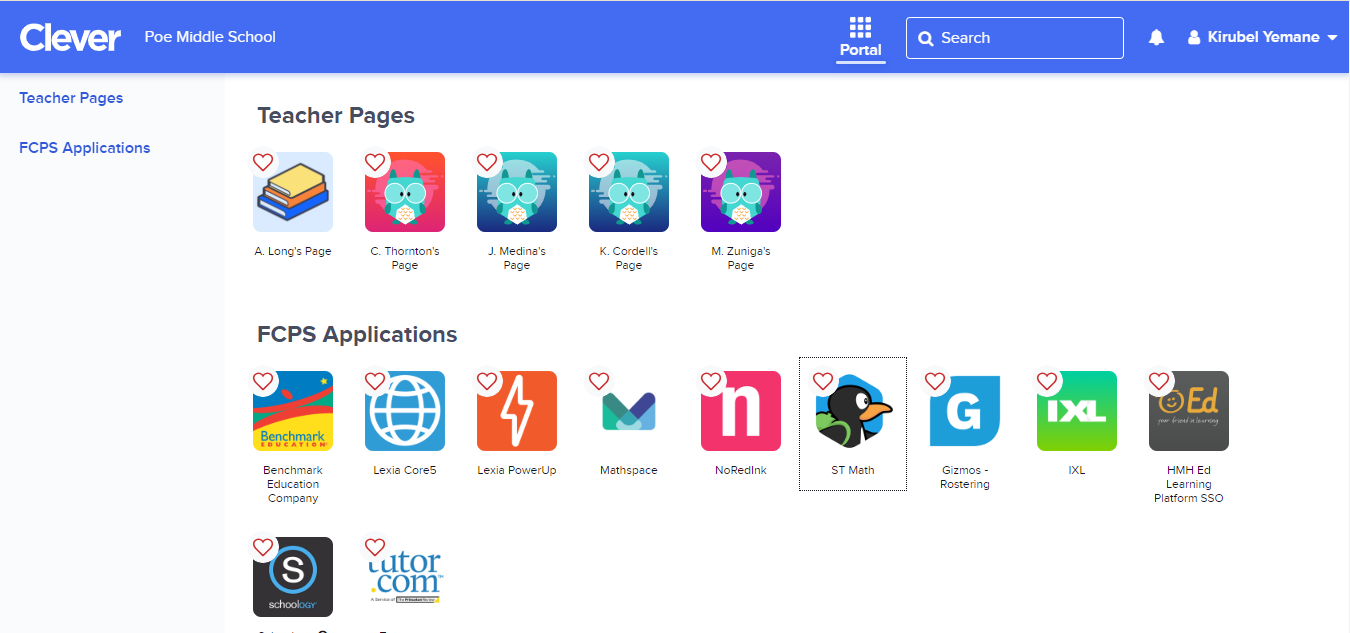 Clever
Poe Middle School
Portal
Search
Kirubel Yemane
Teacher Pages
FCPS Applications
Teacher Pages
A. Long's Page
C. Thornton's
Page
J. Medina's
Page
K. Cordell's
Page
M. Zuniga's
Page
FCPS Applications
Benchmark
EDUCATION
n
G
IXL
Ed
your friend in learning
Benchmark
Education
Company
Lexia Core5
Lexia PowerUp
Mathspace
NoRedInk
ST Math
Gizmos -
Rostering
IXL
HMH Ed
Learning
Platform SSO
S
schoology
tutor
.com
A Service of The Princeton Review